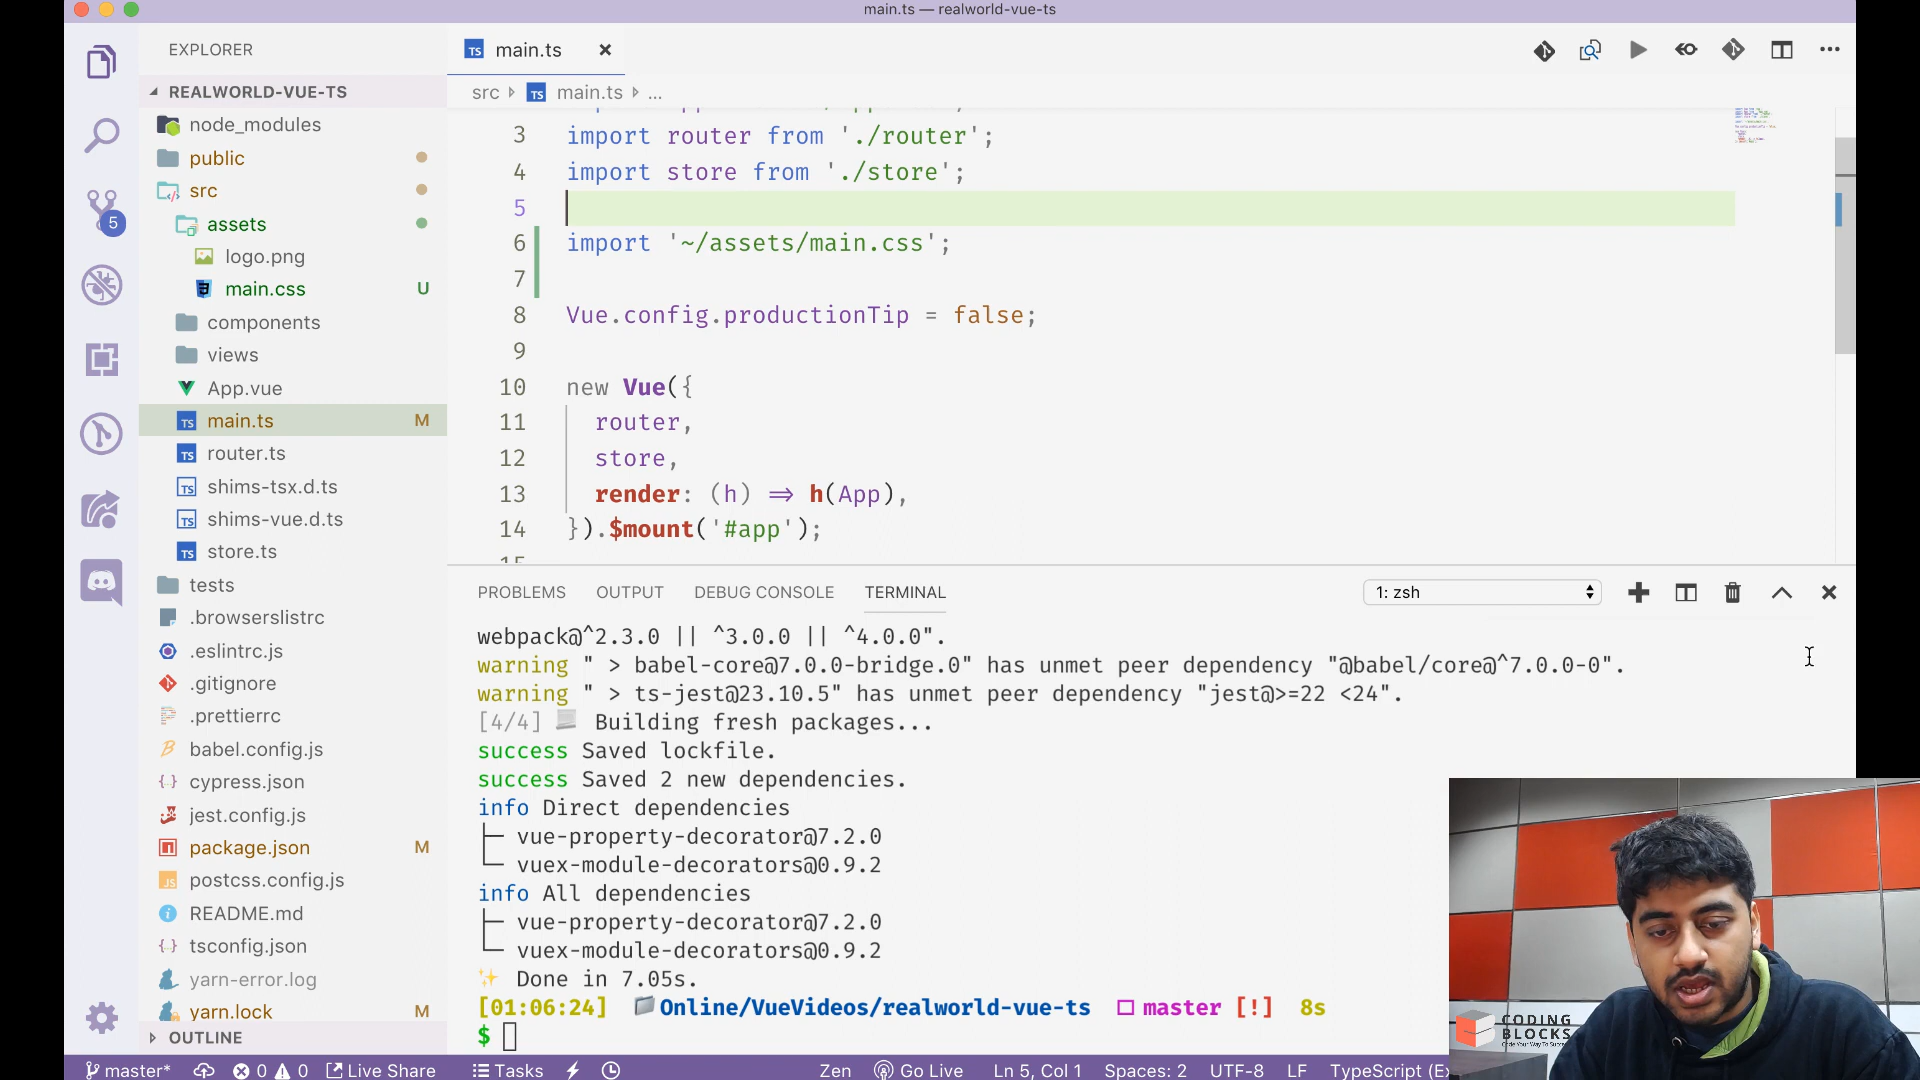 main.ts — realworld-vue-ts
EXPLORER
REALWORLD-VUE-TS
node_modules
public
src
assets
logo.png
main.css U
components
views
App.vue
main.ts M
router.ts
shims-tsx.d.ts
shims-vue.d.ts
store.ts
tests
.browserslistrc
.eslintrc.js
.gitignore
.prettierrc
babel.config.js
cypress.json
jest.config.js
package.json M
postcss.config.js
README.md
tsconfig.json
yarn-error.log
yarn.lock M
OUTLINE
5
TS main.ts
src TS main.ts ...
3 import router from './router';
4 import store from './store';
5
6 import '~/assets/main.css';
7
8 Vue.config.productionTip = false;
9
10 new Vue({
11 router,
12 store,
13 render: (h) ⇒ h(App),
14 }).$mount('#app');
15
PROBLEMS OUTPUT DEBUG CONSOLE TERMINAL 1: zsh
webpack@^2.3.0 || ^3.0.0 || ^4.0.0".
warning " > babel-core@7.0.0-bridge.0" has unmet peer dependency "@babel/core@^7.0.0-0".
warning " > ts-jest@23.10.5" has unmet peer dependency "jest@>=22 <24".
[4/4] Building fresh packages...
success Saved lockfile.
success Saved 2 new dependencies.
info Direct dependencies
├─ vue-property-decorator@7.2.0
└─ vuex-module-decorators@0.9.2
info All dependencies
├─ vue-property-decorator@7.2.0
└─ vuex-module-decorators@0.9.2
✨ Done in 7.05s.
[01:06:24] Online/VueVideos/realworld-vue-ts master [!] 8s
$
CODING
BLOCKS
master* 0 0 Live Share Tasks Zen Go Live Ln 5, Col 1 Spaces: 2 UTF-8 LF TypeScript (Ex